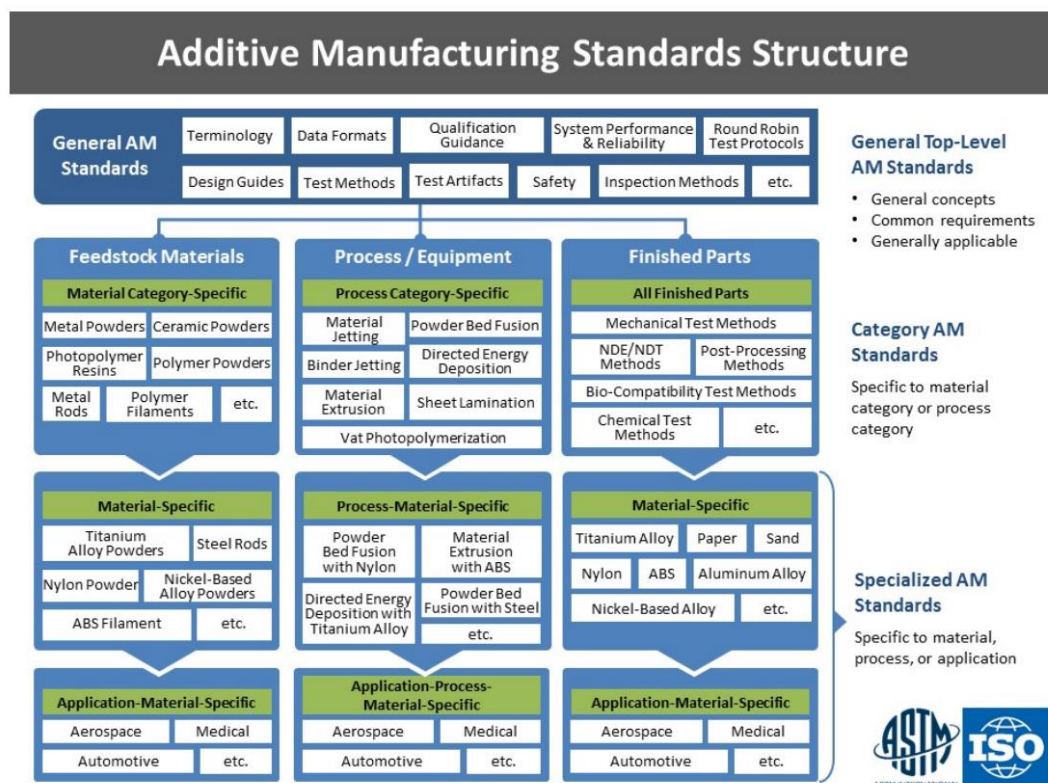 Additive Manufacturing Standards Structure
General AM
Standards
Terminology
Data Formats
Qualification
Guidance
System Performance
& Reliability
Round Robin
Test Protocols
Design Guides
Test Methods
Test Artifacts
Safety
Inspection Methods
etc.
General Top-Level
AM Standards
• General concepts
• Common requirements
• Generally applicable
Feedstock Materials
Material Category-Specific
Metal Powders
Ceramic Powders
Photopolymer
Resins
Polymer Powders
Metal
Rods
Polymer
Filaments
etc.
Process / Equipment
Process Category-Specific
Material
Jetting
Powder Bed Fusion
Binder Jetting
Directed Energy
Deposition
Material
Extrusion
Sheet Lamination
Vat Photopolymerization
Finished Parts
All Finished Parts
Mechanical Test Methods
NDE/NDT
Methods
Post-Processing
Methods
Bio-Compatibility Test Methods
Chemical Test
Methods
etc.
Category AM
Standards
Specific to material
category or process
category
Material-Specific
Titanium
Alloy Powders
Steel Rods
Nylon Powder
Nickel-Based
Alloy Powders
ABS Filament
etc.
Process-Material-Specific
Powder
Bed Fusion
with Nylon
Material
Extrusion
with ABS
Directed Energy
Deposition with
Titanium Alloy
Powder Bed
Fusion with Steel
etc.
Material-Specific
Titanium Alloy
Paper
Sand
Nylon
ABS
Aluminum Alloy
Nickel-Based Alloy
etc.
Specialized AM
Standards
Specific to material,
process, or application
Application-Material-Specific
Aerospace
Medical
Automotive
etc.
Application-Process-
Material-Specific
Aerospace
Medical
Automotive
etc.
Application-Material-Specific
Aerospace
Medical
Automotive
etc.
ASTM
ISO